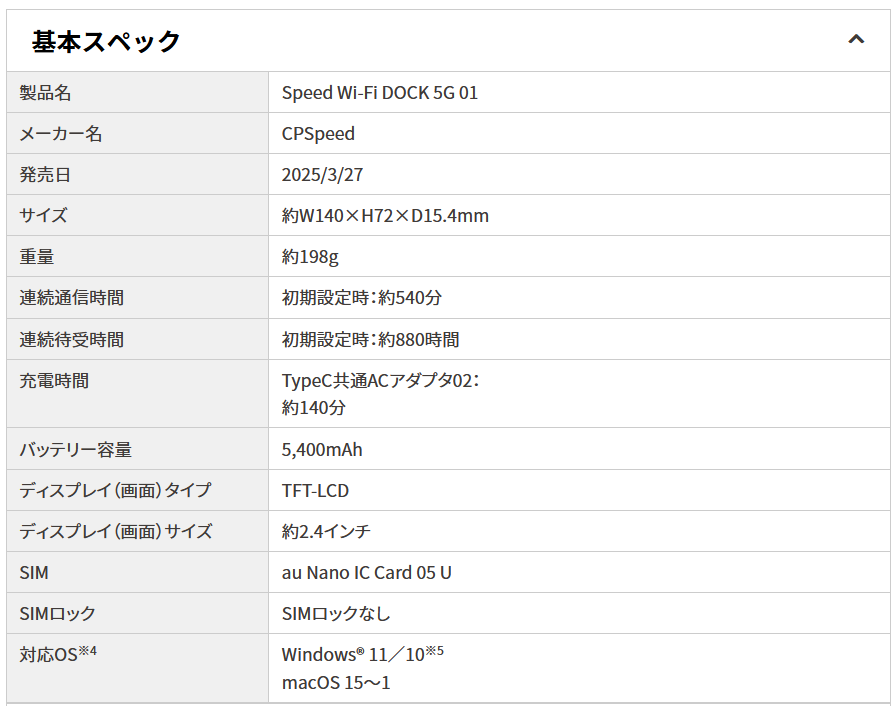 基本スペック
製品名 Speed Wi-Fi DOCK 5G 01
メーカー名 CPSpeed
発売日 2025/3/27
サイズ 約W140×H72×D15.4mm
重量 約198g
連続通信時間 初期設定時：約540分
連続待受時間 初期設定時：約880時間
充電時間 TypeC共通ACアダプタ02：
約140分
バッテリー容量 5,400mAh
ディスプレイ（画面）タイプ TFT-LCD
ディスプレイ（画面）サイズ 約2.4インチ
SIM au Nano IC Card 05 U
SIMロック SIMロックなし
対応OS※4 Windows® 11／10※5
macOS 15～1